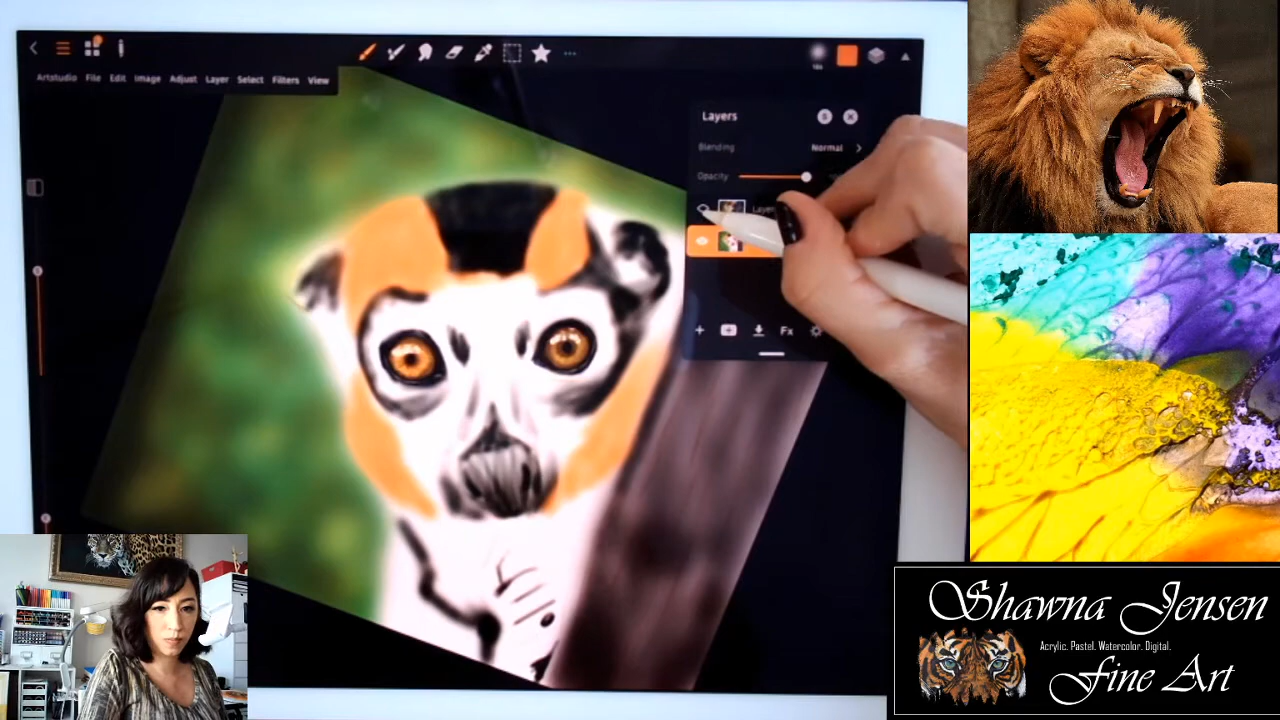 Artstudio File Edit Image Adjust Layer Select Filters View
Layers
Blending Normal
Opacity
Fx
Shawna Jensen
Acrylic. Pastel. Watercolor. Digital.
Fine Art